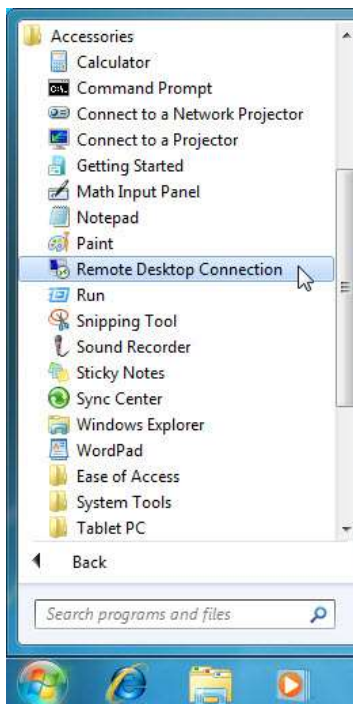 Accessories
Calculator
Command Prompt
Connect to a Network Projector
Connect to a Projector
Getting Started
Math Input Panel
Notepad
Paint
Remote Desktop Connection
Run
Snipping Tool
Sound Recorder
Sticky Notes
Sync Center
Windows Explorer
WordPad
Ease of Access
System Tools
Tablet PC
Back
Search programs and files